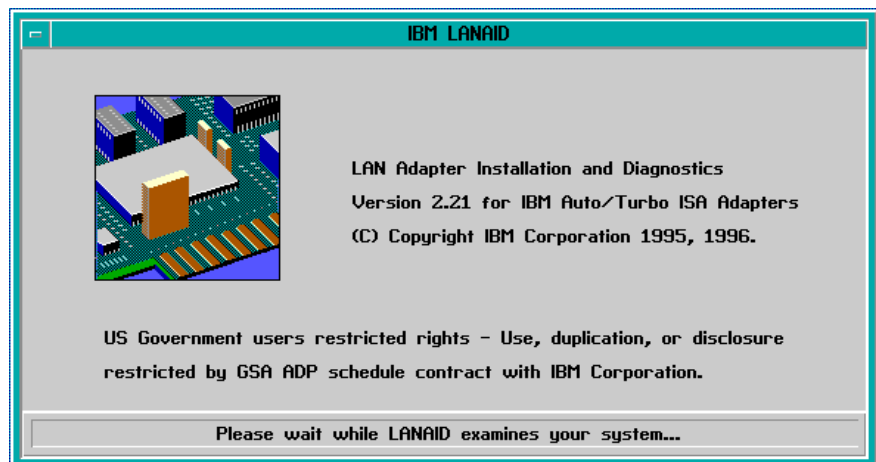 IBM LANAID
LAN Adapter Installation and Diagnostics
Version 2.21 for IBM Auto/Turbo ISA Adapters
(C) Copyright IBM Corporation 1995, 1996.
US Government users restricted rights - Use, duplication, or disclosure
restricted by GSA ADP schedule contract with IBM Corporation.
Please wait while LANAID examines your system...